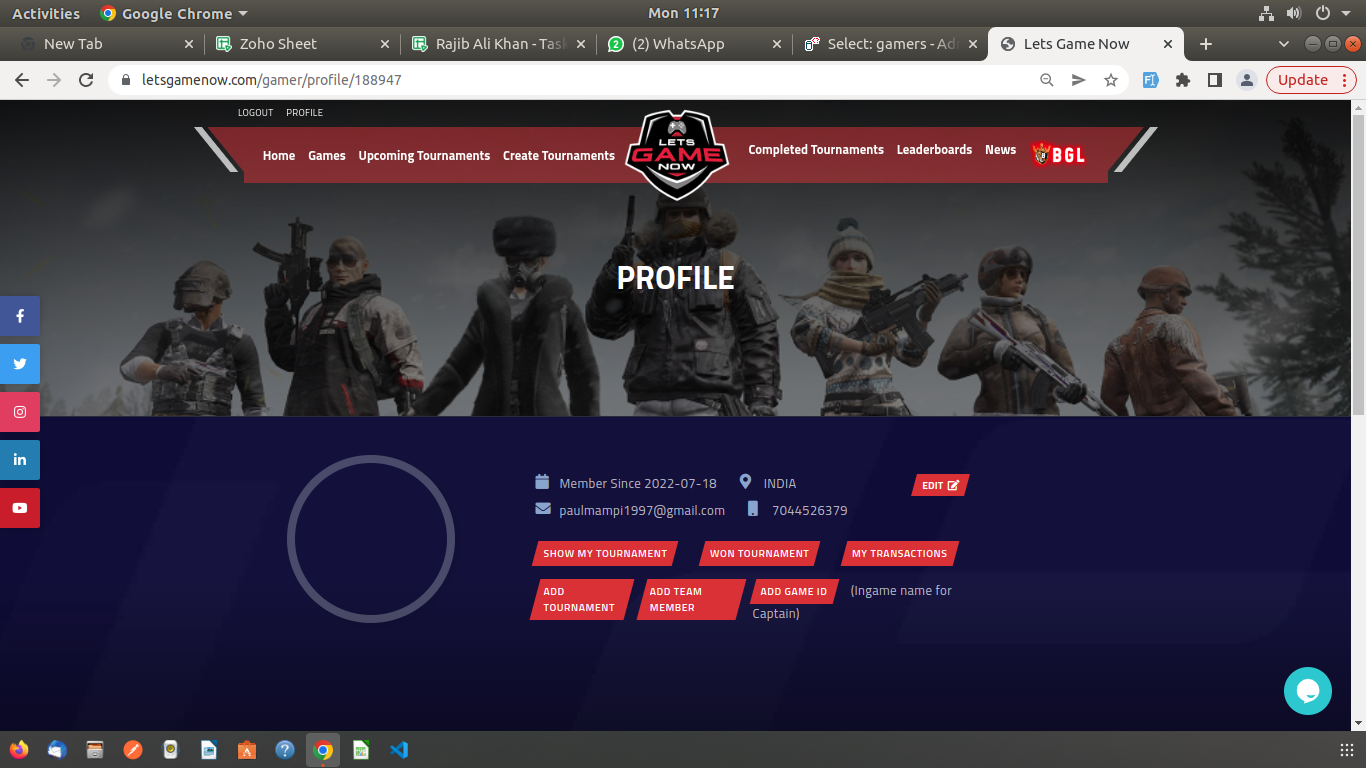 Activities Google Chrome Mon 11:17
New Tab Zoho Sheet Rajib Ali Khan - Task (2) WhatsApp Select: gamers - Ad Lets Game Now
letsgamenow.com/gamer/profile/188947 Update
LOGOUT PROFILE
Home Games Upcoming Tournaments Create Tournaments LETS GAME NOW Completed Tournaments Leaderboards News BGL
PROFILE
Member Since 2022-07-18 INDIA EDIT
paulmampi1997@gmail.com 7044526379
SHOW MY TOURNAMENT WON TOURNAMENT MY TRANSACTIONS
ADD TOURNAMENT ADD TEAM MEMBER ADD GAME ID (Ingame name for
Captain)